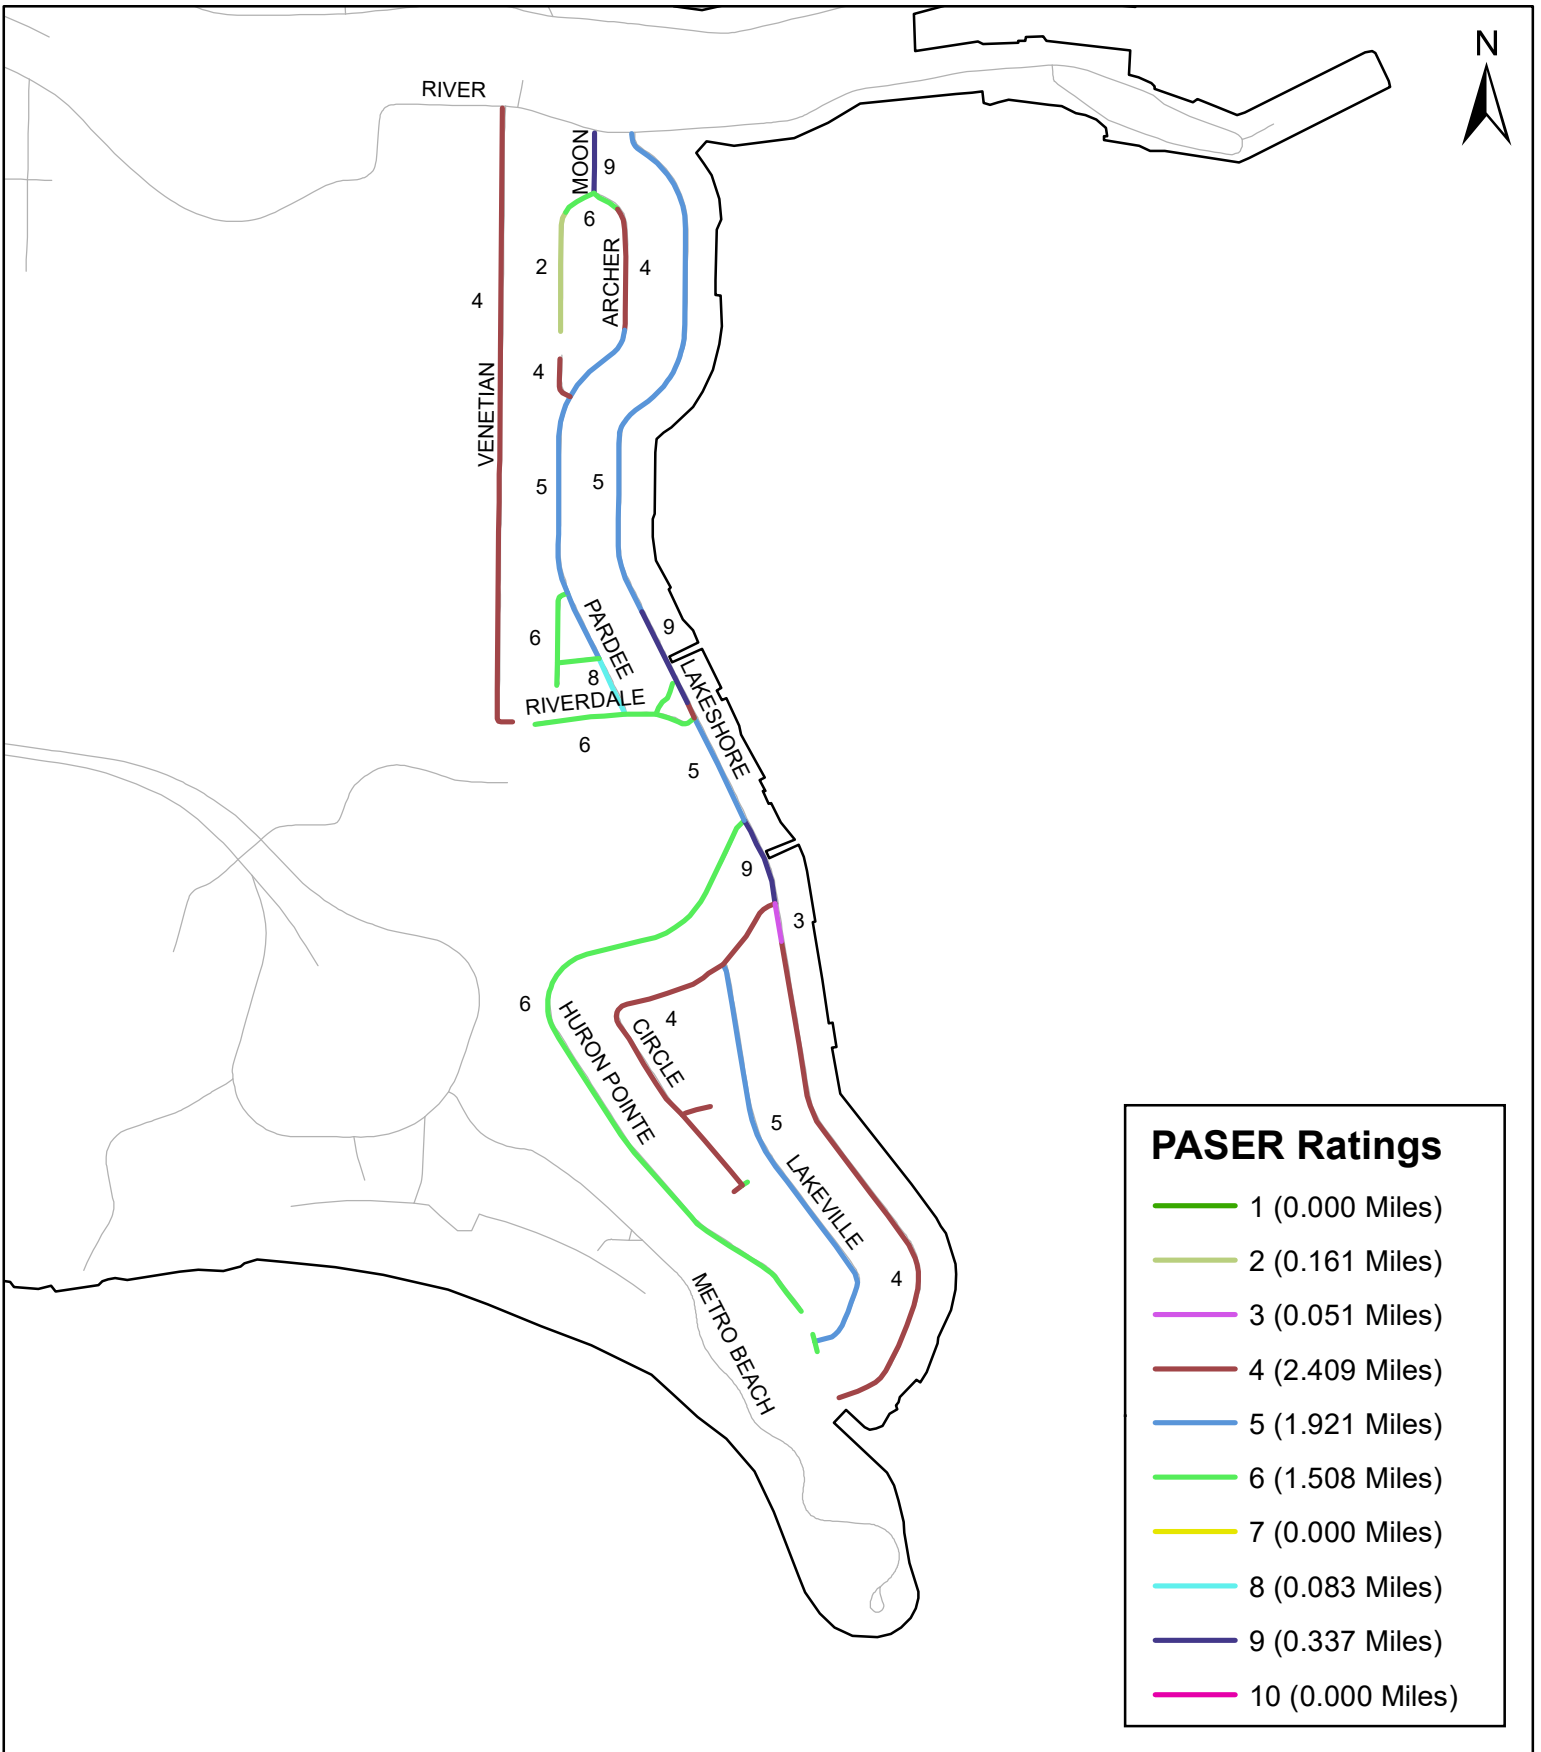 N
RIVER
MOON
9
6
2
ARCHER
4
4
4
VENETIAN
5
5
PARDEE
6
9
8
LAKESHORE
RIVERDALE
6
5
9
3
6
4
HURON POINTE
CIRCLE
5
LAKEVILLE
4
METRO BEACH
PASER Ratings
1 (0.000 Miles)
2 (0.161 Miles)
3 (0.051 Miles)
4 (2.409 Miles)
5 (1.921 Miles)
6 (1.508 Miles)
7 (0.000 Miles)
8 (0.083 Miles)
9 (0.337 Miles)
10 (0.000 Miles)